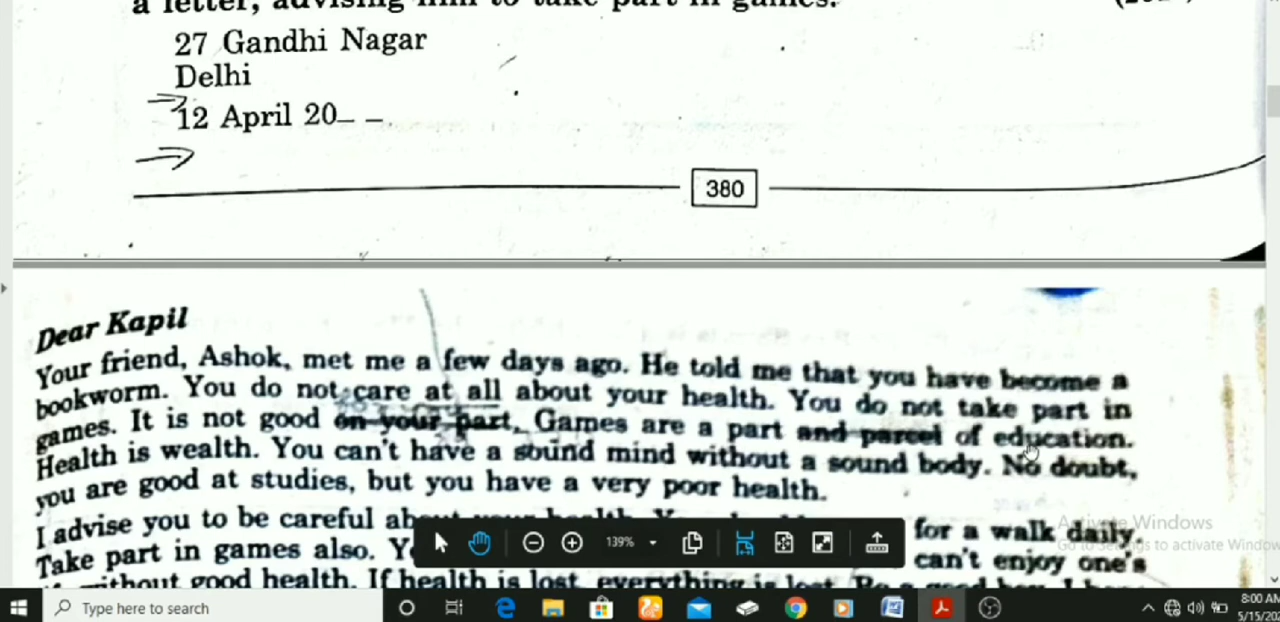 a letter, advising him to take part in games.
27 Gandhi Nagar
Delhi
12 April 20_ _
380
Dear Kapil
Your friend, Ashok, met me a few days ago. He told me that you have become a
bookworm. You do not care at all about your health. You do not take part in
games. It is not good on your part. Games are a part and parcel of education.
Health is wealth. You can't have a sound mind without a sound body. No doubt,
you are good at studies, but you have a very poor health.
I advise you to be careful about your health. for a walk daily.
Take part in games also. can't enjoy one's
without good health. If health is lost, everything is lost. Be a good boy. I
139%
Activate Windows
Go to Settings to activate Windows
Type here to search
8:00 AM
5/15/20